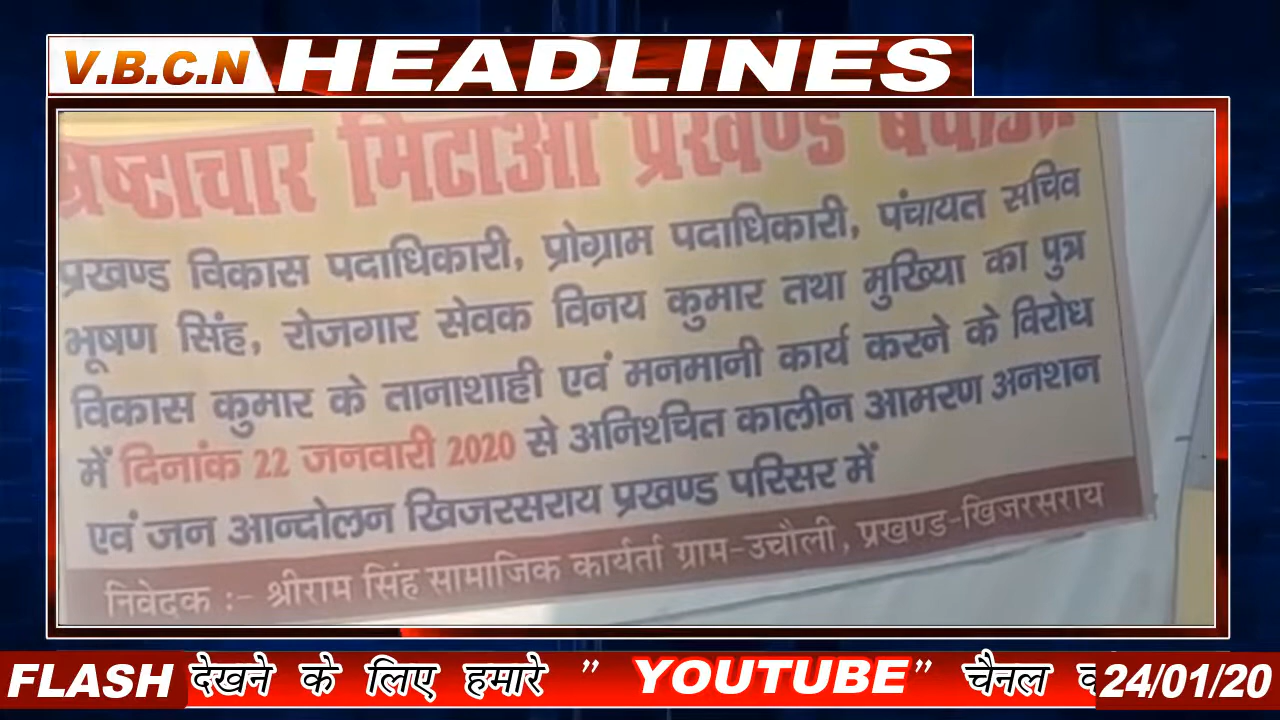 V.B.C.N HEADLINES
भ्रष्टाचार मिटाओ प्रखण्ड बचाओ
प्रखण्ड विकास पदाधिकारी, प्रोग्राम पदाधिकारी, पंचायत सचिव
भूषण सिंह, रोजगार सेवक विनय कुमार तथा मुखिया का पुत्र
विकास कुमार के तानाशाही एवं मनमानी कार्य करने के विरोध
में दिनांक 22 जनवारी 2020 से अनिश्चित कालीन आमरण अनशन
एवं जन आन्दोलन खिजरसराय प्रखण्ड परिसर में
निवेदक :- श्रीराम सिंह सामाजिक कार्यर्ता ग्राम-उचौली, प्रखण्ड-खिजरसराय
FLASH देखने के लिए हमारे " YOUTUBE" चैनल 24/01/20